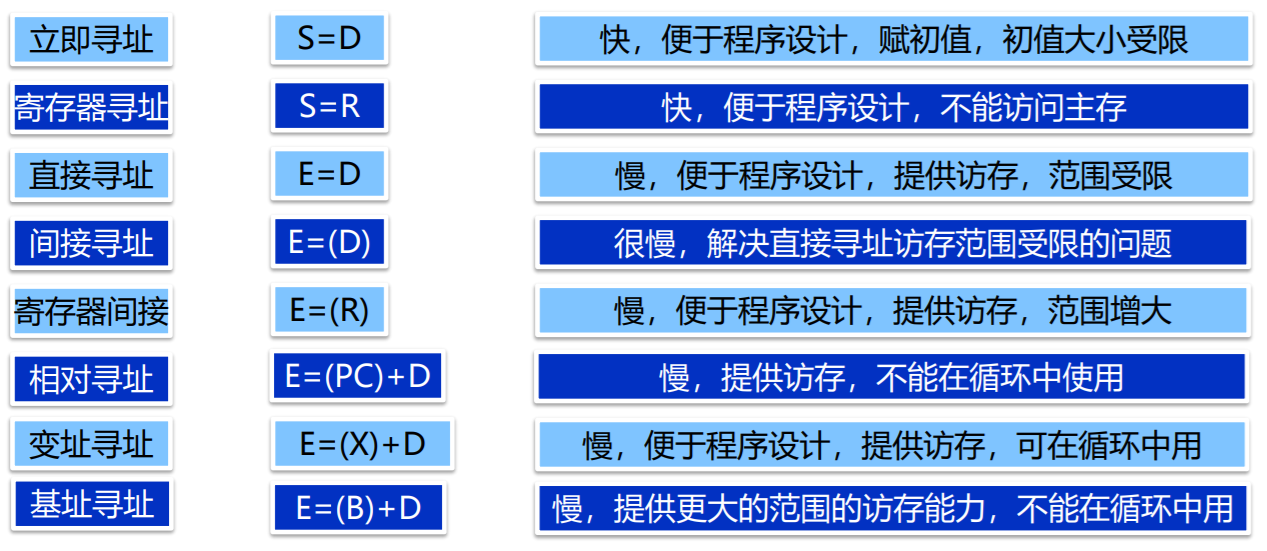 立即寻址 S=D 快，便于程序设计，赋初值，初值大小受限
寄存器寻址 S=R 快，便于程序设计，不能访问主存
直接寻址 E=D 慢，便于程序设计，提供访存，范围受限
间接寻址 E=(D) 很慢，解决直接寻址访存范围受限的问题
寄存器间接 E=(R) 慢，便于程序设计，提供访存，范围增大
相对寻址 E=(PC)+D 慢，提供访存，不能在循环中使用
变址寻址 E=(X)+D 慢，便于程序设计，提供访存，可在循环中用
基址寻址 E=(B)+D 慢，提供更大的范围的访存能力，不能在循环中用